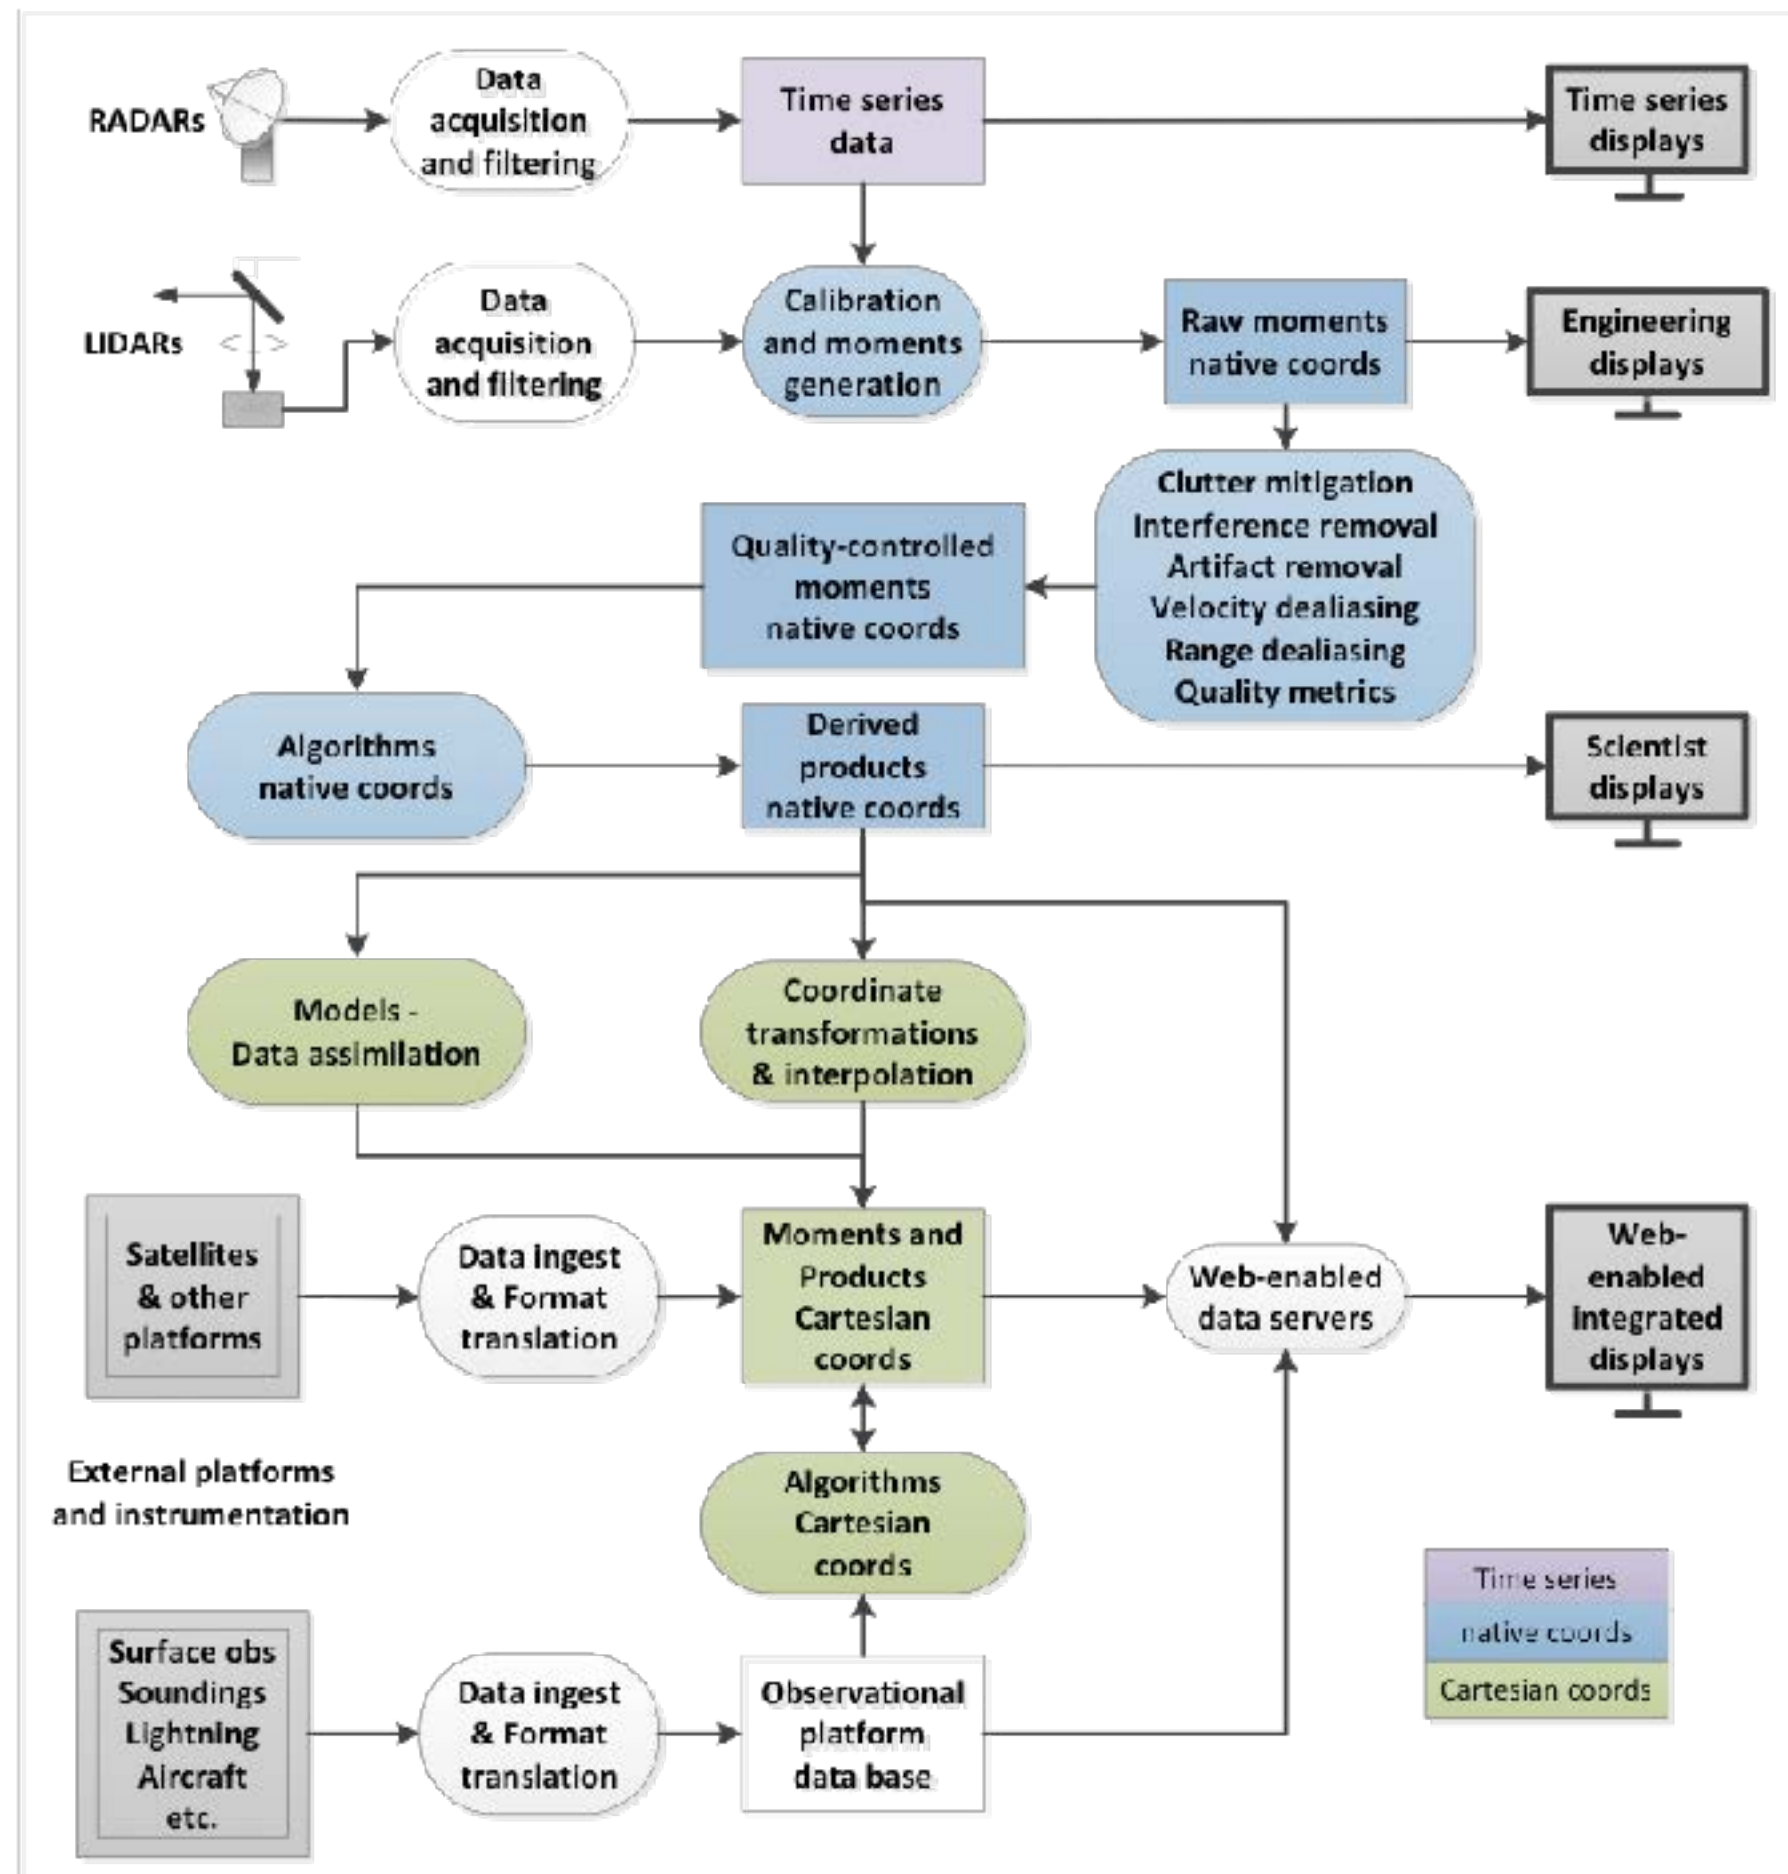 RADARs
Data
acquisition
and filtering
Time series
data
Time series
displays
LIDARs
Data
acquisition
and filtering
Calibration
and moments
generation
Raw moments
native coords
Engineering
displays
Clutter mitigation
Interference removal
Artifact removal
Velocity dealiasing
Range dealiasing
Quality metrics
Quality-controlled
moments
native coords
Algorithms
native coords
Derived
products
native coords
Scientist
displays
Models -
Data assimilation
Coordinate
transformations
& interpolation
Satellites
& other
platforms
Data ingest
& Format
translation
Moments and
Products
Cartesian
coords
Web-enabled
data servers
Web-
enabled
integrated
displays
External platforms
and instrumentation
Algorithms
Cartesian
coords
Surface obs
Soundings
Lightning
Aircraft
etc.
Data ingest
& Format
translation
Observational
platform
data base
Time series
native coords
Cartesian coords